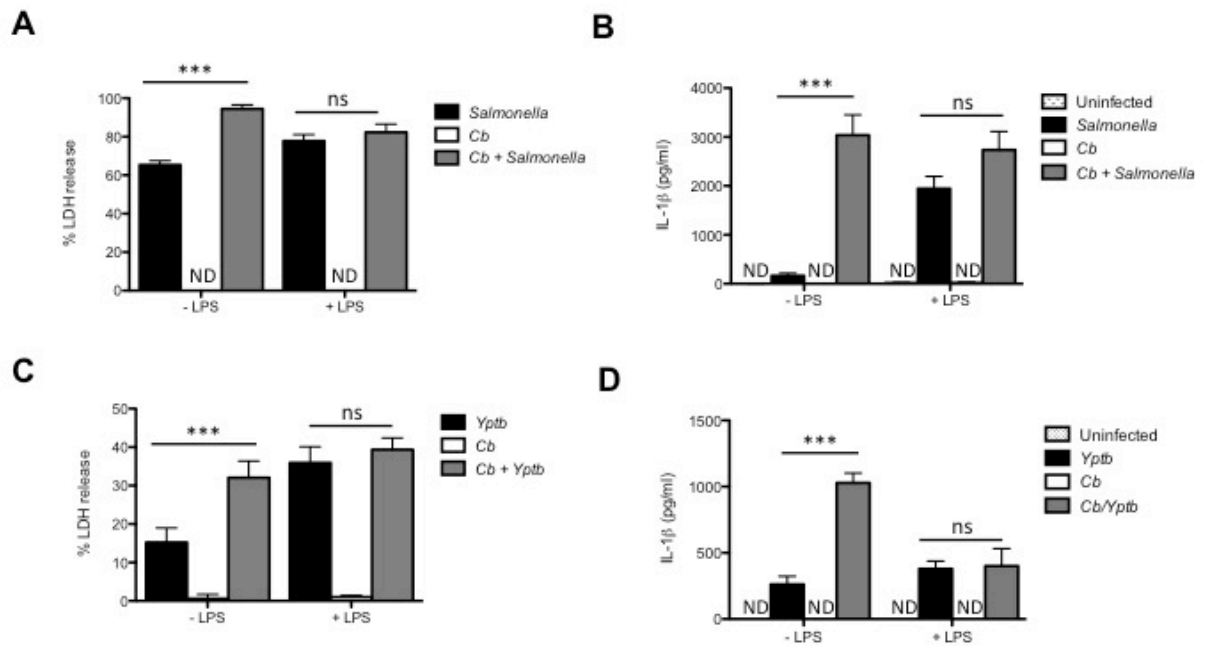 A
% LDH release
100
80
60
40
20
0
***
ns
ND
ND
- LPS
+ LPS
Salmonella
Cb
Cb + Salmonella
B
IL-1β (pg/ml)
4000
3000
2000
1000
0
***
ns
ND
ND
ND
ND
- LPS
+ LPS
Uninfected
Salmonella
Cb
Cb + Salmonella
C
% LDH release
50
40
30
20
10
0
***
ns
- LPS
+ LPS
Yptb
Cb
Cb + Yptb
D
IL-1β (pg/ml)
1500
1000
500
0
***
ns
ND
ND
ND
ND
- LPS
+ LPS
Uninfected
Yptb
Cb
Cb/Yptb